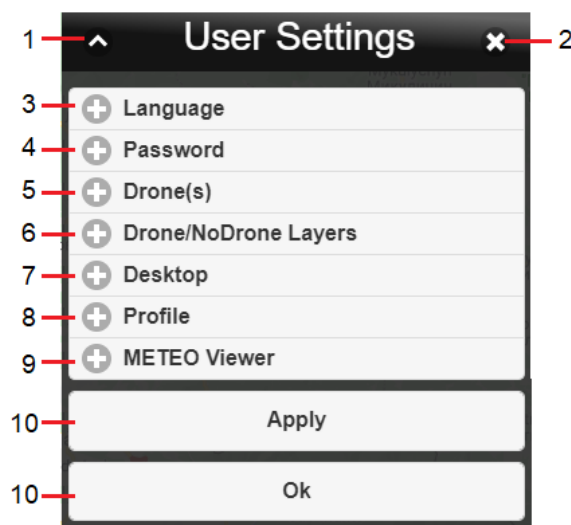 1 User Settings 2
3 Language
4 Password
5 Drone(s)
6 Drone/NoDrone Layers
7 Desktop
8 Profile
9 METEO Viewer
10 Apply
10 Ok